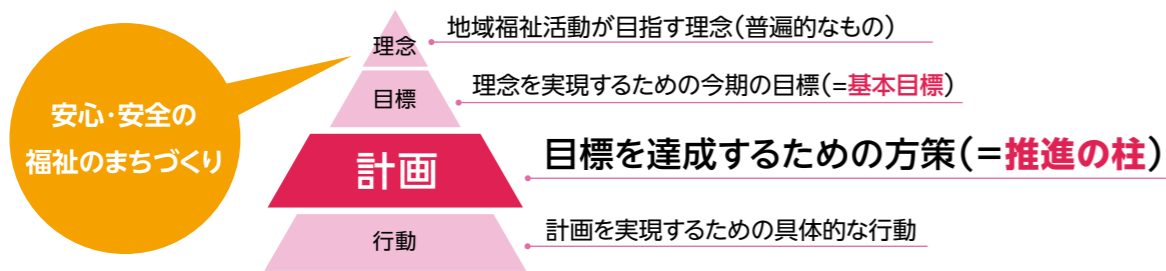 安心・安全の
福祉のまちづくり
理念
地域福祉活動が目指す理念（普遍的なもの）
目標
理念を実現するための今期の目標（=基本目標）
計画
目標を達成するための方策（=推進の柱）
行動
計画を実現するための具体的な行動